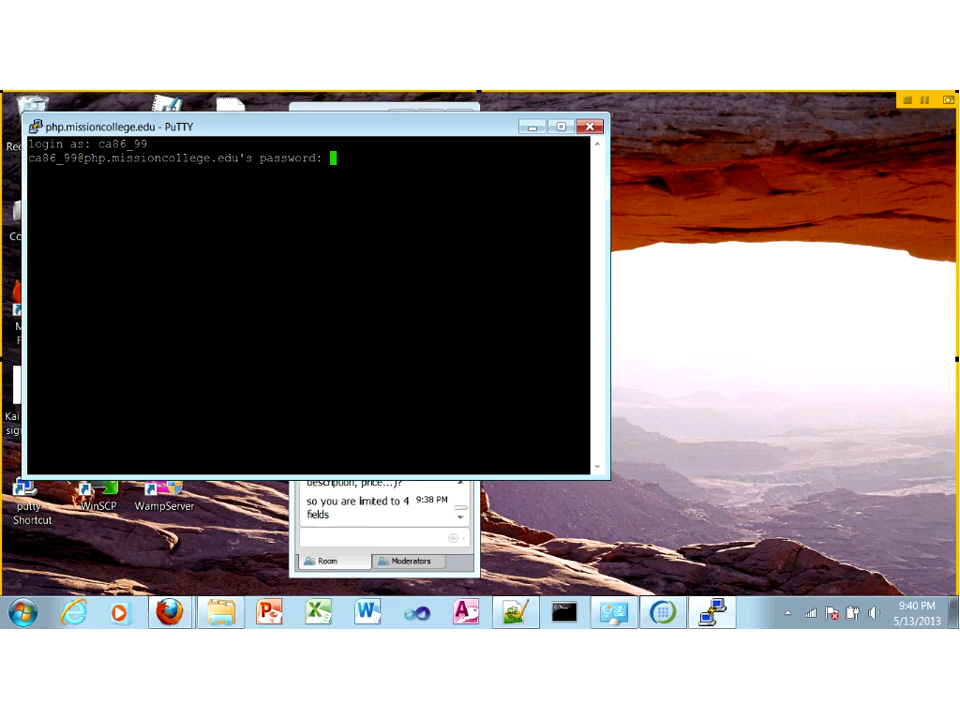 php.missioncollege.edu - PuTTY
login as: ca86_99
ca86_99@php.missioncollege.edu's password:
Kai
description, price...)?
so you are limited to 4 9:38 PM
fields
putty -
Shortcut
WinSCP
WampServer
Room
Moderators
9:40 PM
5/13/2013